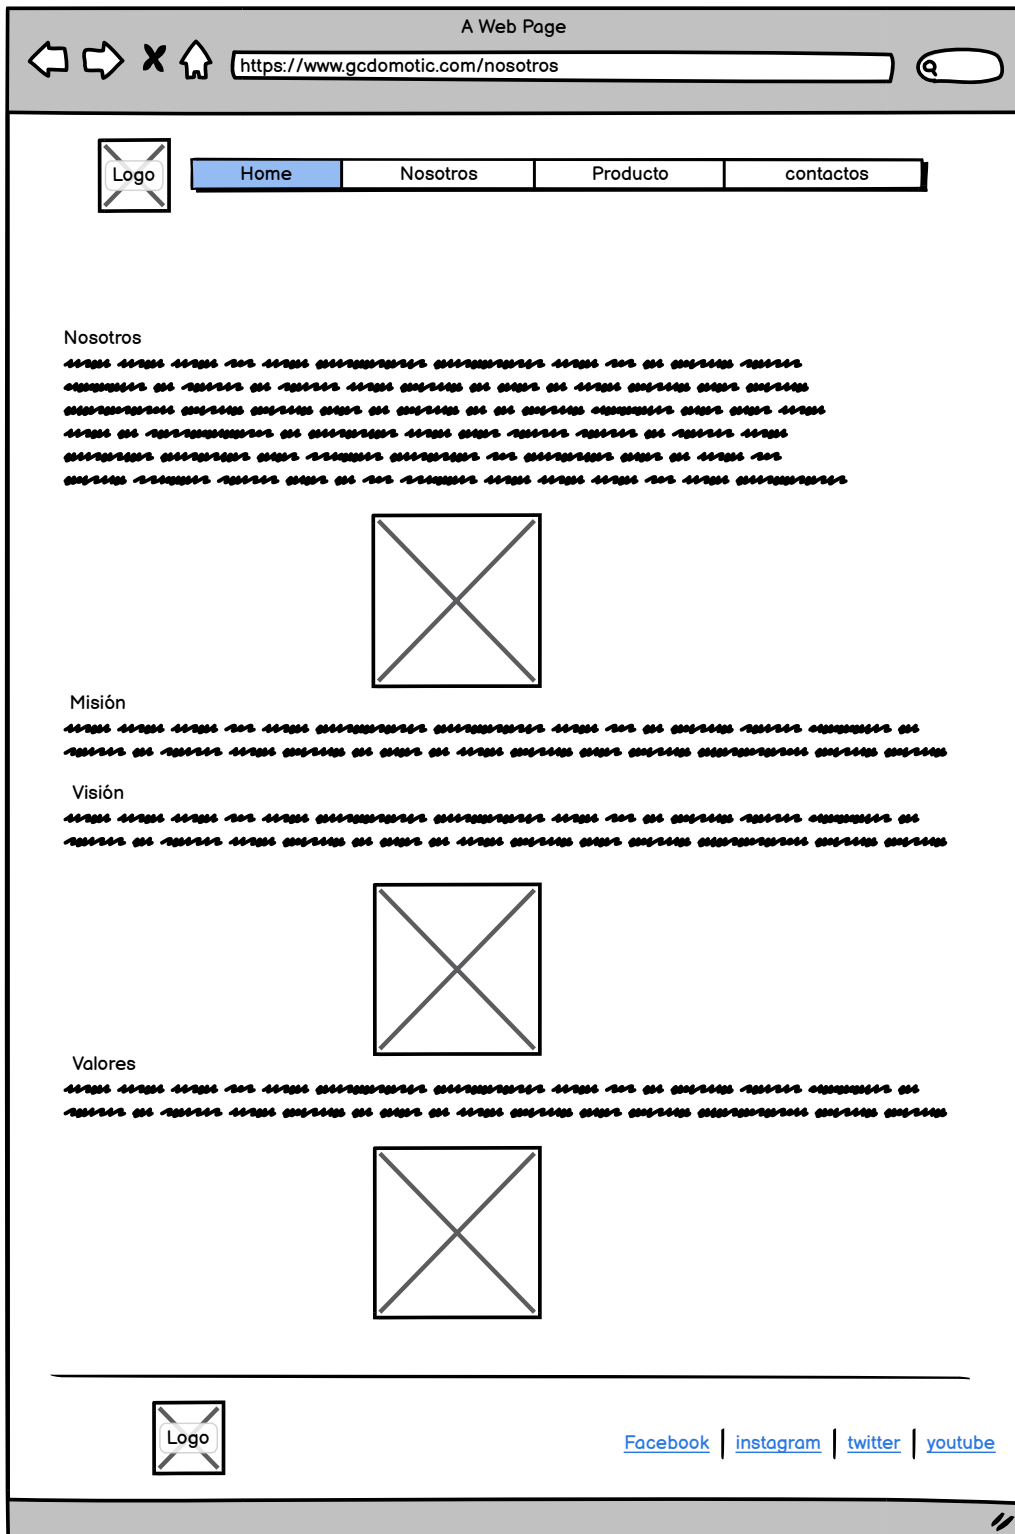 A Web Page
https://www.gcdomotic.com/nosotros
Logo
Home Nosotros Producto contactos
Nosotros
Misión
Visión
Valores
Logo
Facebook instagram twitter youtube